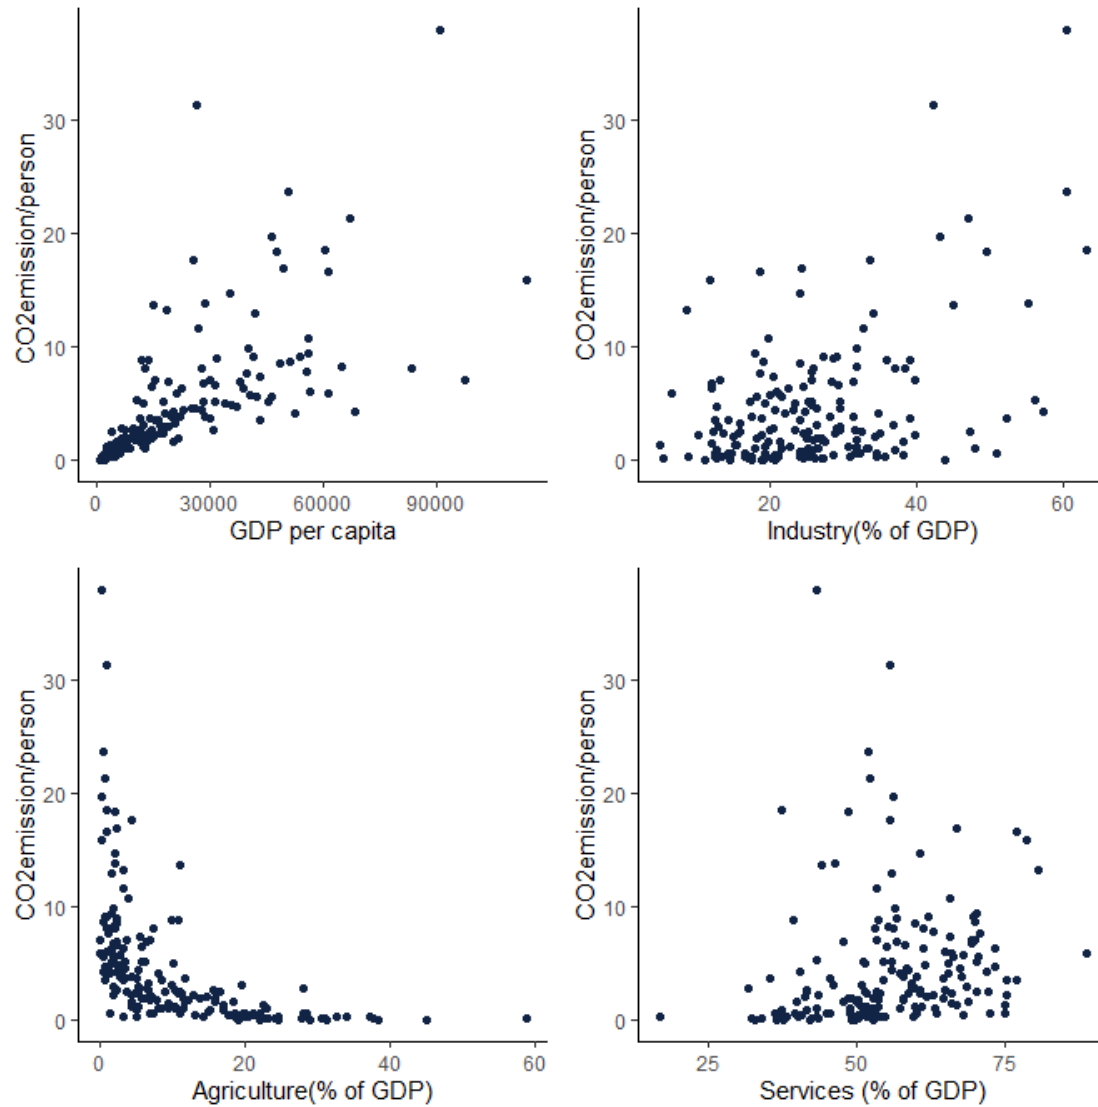 CO2emission/person
30
20
10
0
0 30000 60000 90000
GDP per capita
CO2emission/person
30
20
10
0
20 40 60
Industry(% of GDP)
CO2emission/person
30
20
10
0
0 20 40 60
Agriculture(% of GDP)
CO2emission/person
30
20
10
0
25 50 75
Services (% of GDP)